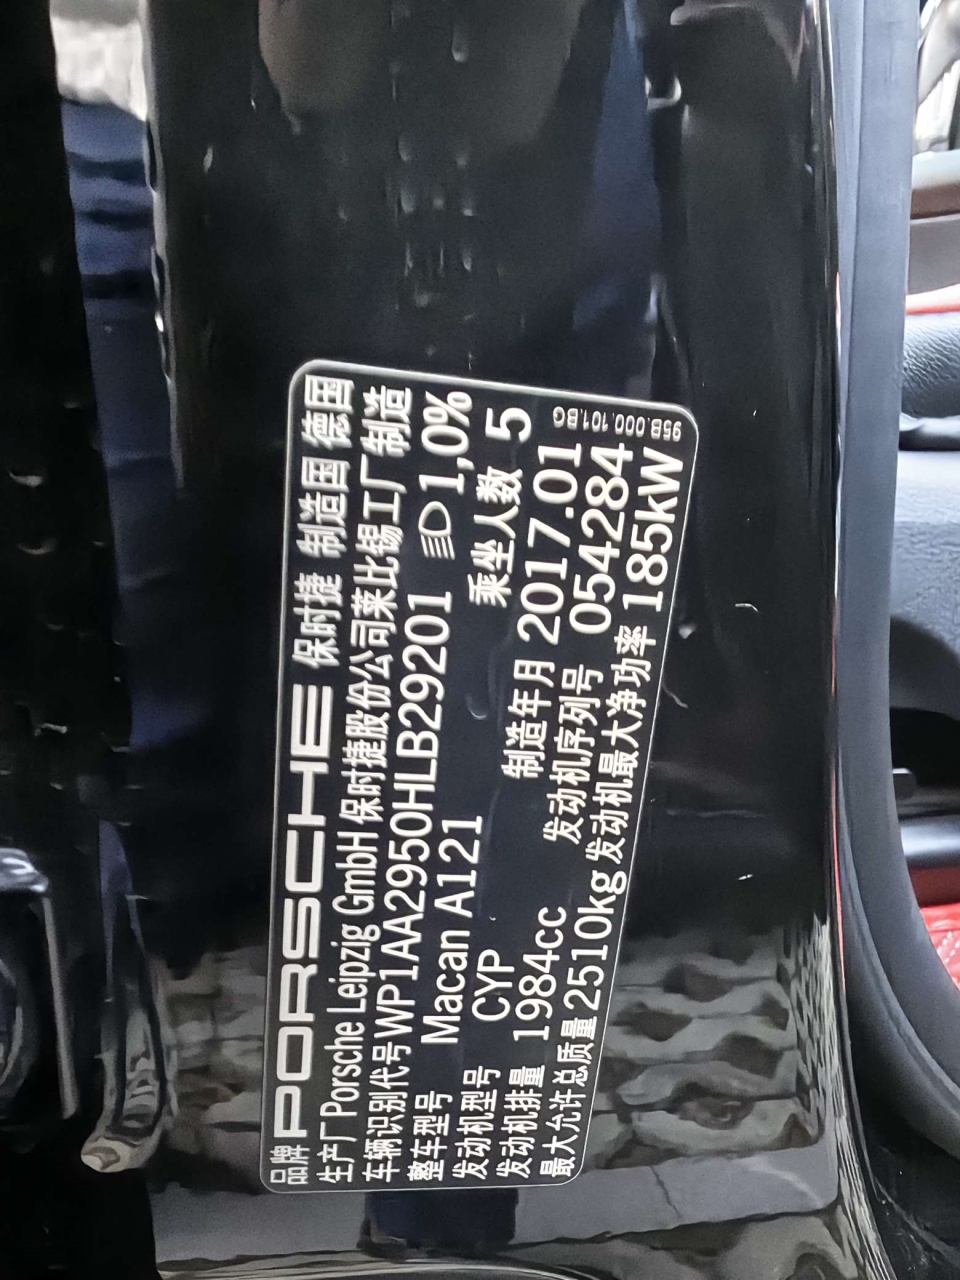 品牌 PORSCHE 保时捷 制造国 德国
生产厂 Porsche Leipzig GmbH 保时捷股份公司莱比锡工厂制造
车辆识别代号 WP1AA2950HLB29201 1,0%
整车型号 Macan A121 乘坐人数 5
发动机型号 CYP 制造年月 2017.01
发动机排量 1984cc 发动机序列号 054284
最大允许总质量 2510kg 发动机最大净功率 185kW
95B.000.101.BG